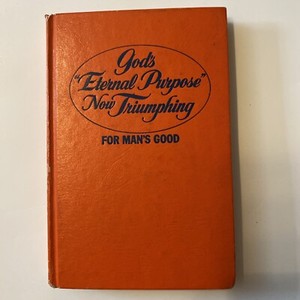 God's
"Eternal Purpose"
Now Triumphing
FOR MAN'S GOOD